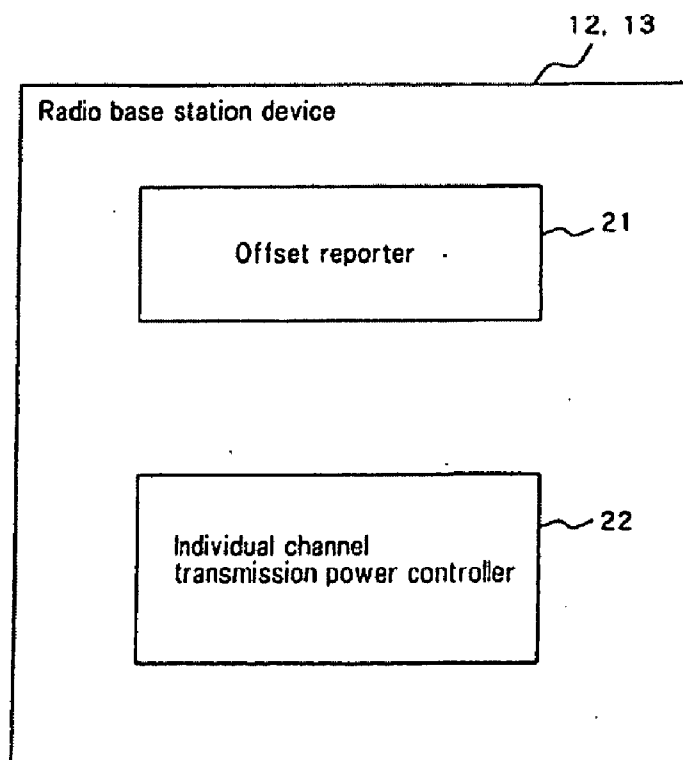 12, 13
Radio base station device
Offset reporter
21
Individual channel
transmission power controller
22